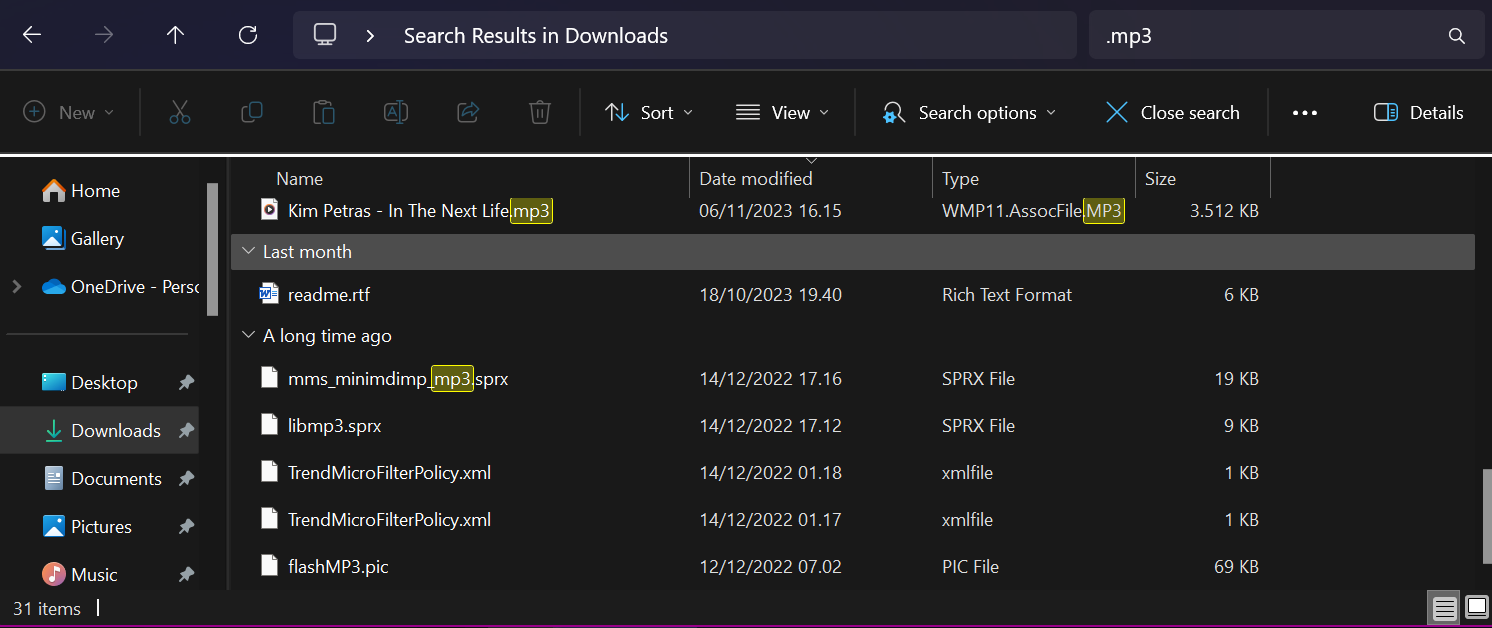 Search Results in Downloads
.mp3
New
Sort
View
Search options
Close search
Details
Home
Gallery
OneDrive - Perso
Desktop
Downloads
Documents
Pictures
Music
Name Date modified Type Size
Kim Petras - In The Next Life.mp3 06/11/2023 16.15 WMP11.AssocFile.MP3 3.512 KB
Last month
readme.rtf 18/10/2023 19.40 Rich Text Format 6 KB
A long time ago
mms_minimdimp_mp3.sprx 14/12/2022 17.16 SPRX File 19 KB
libmp3.sprx 14/12/2022 17.12 SPRX File 9 KB
TrendMicroFilterPolicy.xml 14/12/2022 01.18 xmlfile 1 KB
TrendMicroFilterPolicy.xml 14/12/2022 01.17 xmlfile 1 KB
flashMP3.pic 12/12/2022 07.02 PIC File 69 KB
31 items